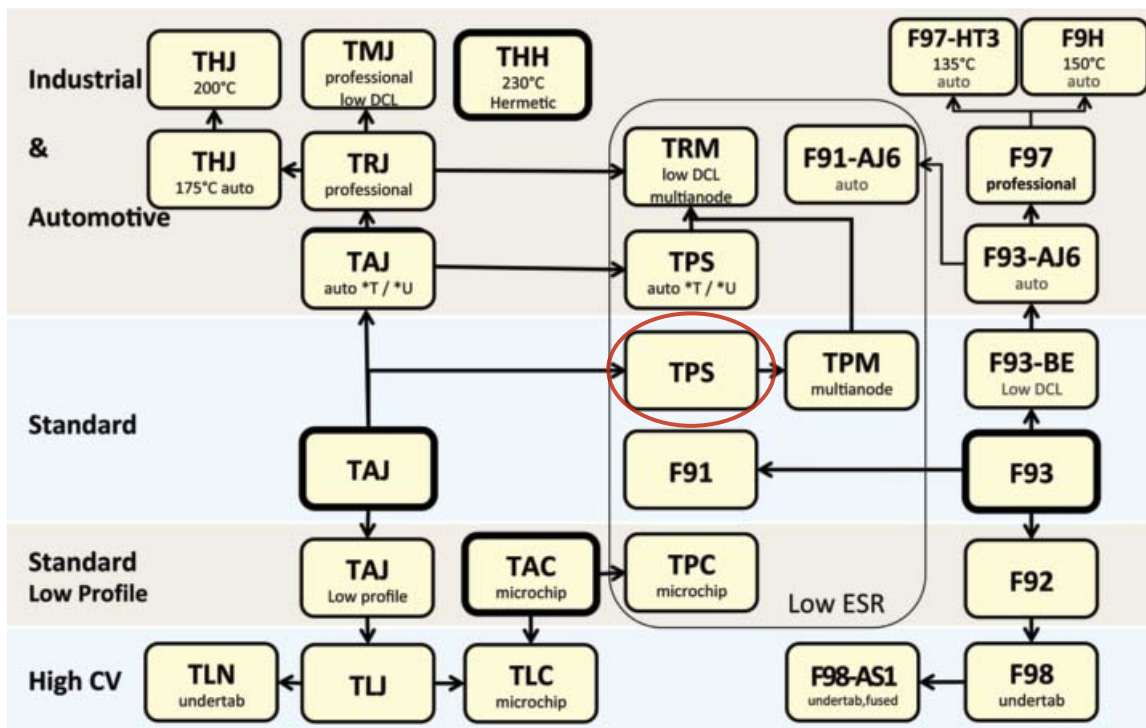 Industrial
&
Automotive
THJ
200°C
TMJ
professional
low DCL
THH
230°C
Hermetic
F97-HT3
135°C
auto
F9H
150°C
auto
THJ
175°C auto
TRJ
professional
TRM
low DCL
multianode
F91-AJ6
auto
F97
professional
TAJ
auto *T / *U
TPS
auto *T / *U
F93-AJ6
auto
Standard
TPS
TPM
multianode
F93-BE
Low DCL
TAJ
F91
F93
Standard
Low Profile
TAJ
Low profile
TAC
microchip
TPC
microchip
Low ESR
F92
High CV
TLN
undertab
TLJ
TLC
microchip
F98-AS1
undertab,fused
F98
undertab